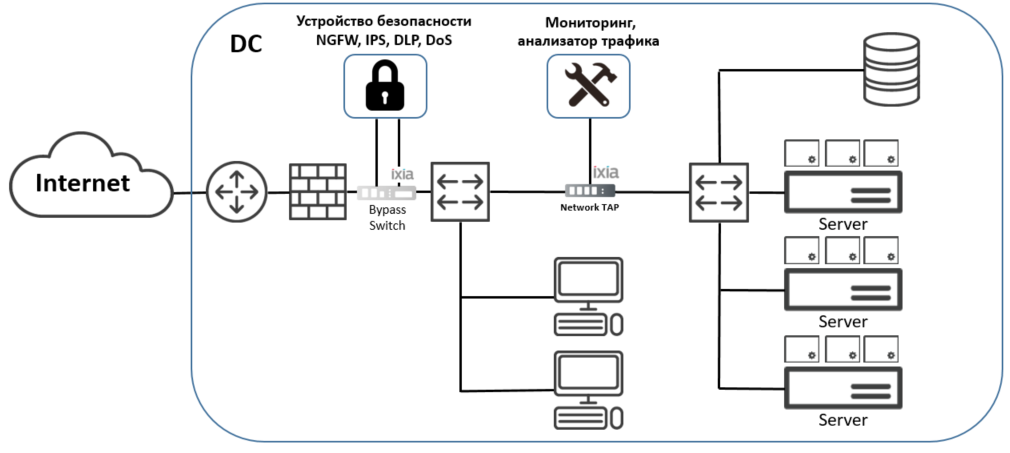 DC
Устройство безопасности
NGFW, IPS, DLP, DoS
Мониторинг,
анализатор трафика
Internet
ixia
Bypass
Switch
ixia
Network TAP
Server
Server
Server